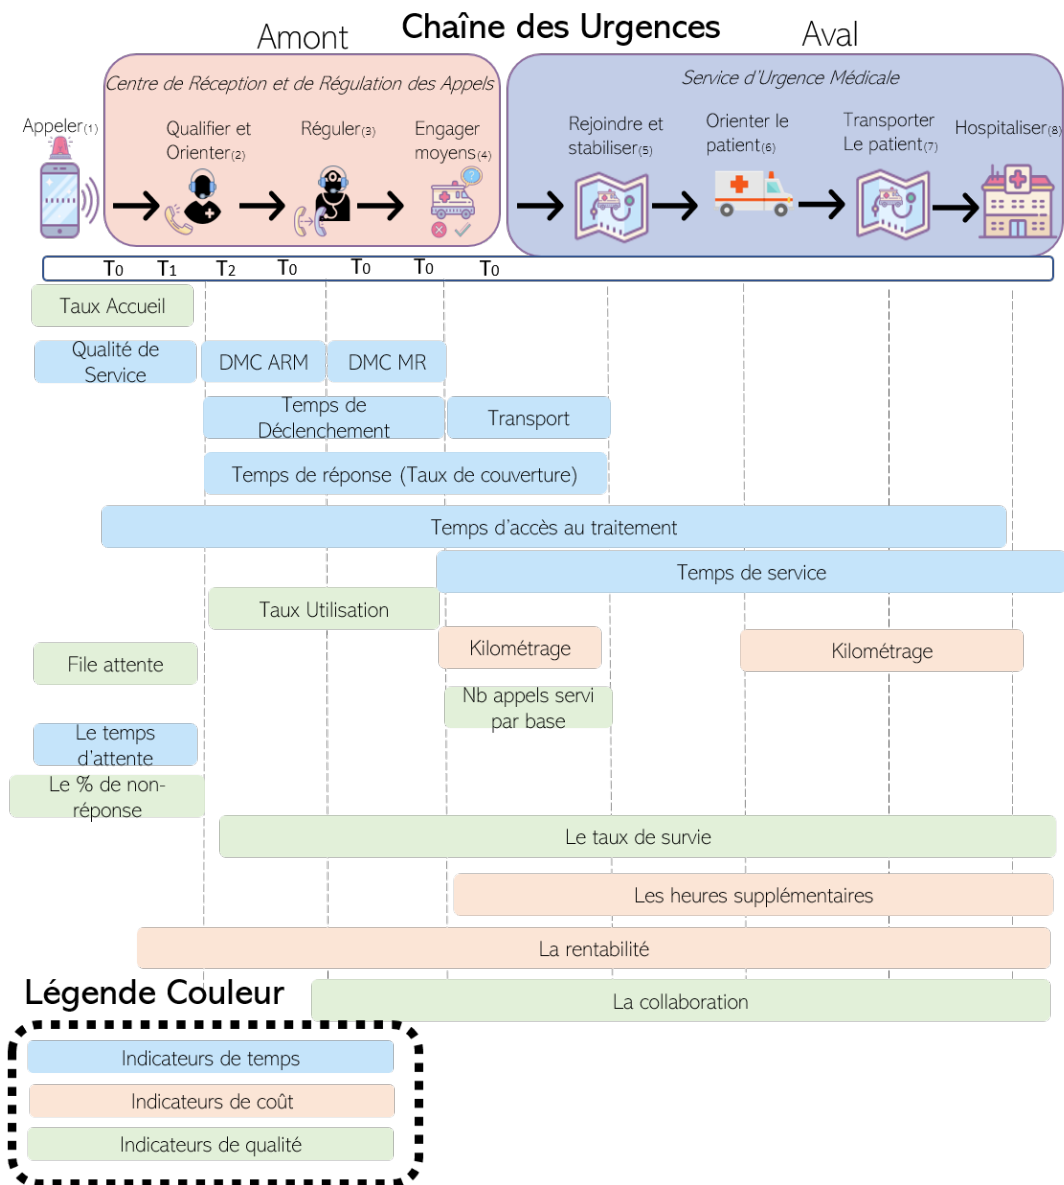 Chaîne des Urgences
Amont
Aval
Centre de Réception et de Régulation des Appels
Service d'Urgence Médicale
Appeler(1)
Qualifier et
Orienter(2)
Réguler(3)
Engager
moyens(4)
Rejoindre et
stabiliser(5)
Orienter le
patient(6)
Transporter
Le patient(7)
Hospitaliser(8)
?
T0 T1 T2 T0 T0 T0 T0
Taux Accueil
Qualité de
Service
DMC ARM
DMC MR
Temps de
Déclenchement
Transport
Temps de réponse (Taux de couverture)
Temps d'accès au traitement
Temps de service
Taux Utilisation
Kilométrage
Kilométrage
File attente
Nb appels servi
par base
Le temps
d'attente
Le % de non-
réponse
Le taux de survie
Les heures supplémentaires
La rentabilité
La collaboration
Légende Couleur
Indicateurs de temps
Indicateurs de coût
Indicateurs de qualité